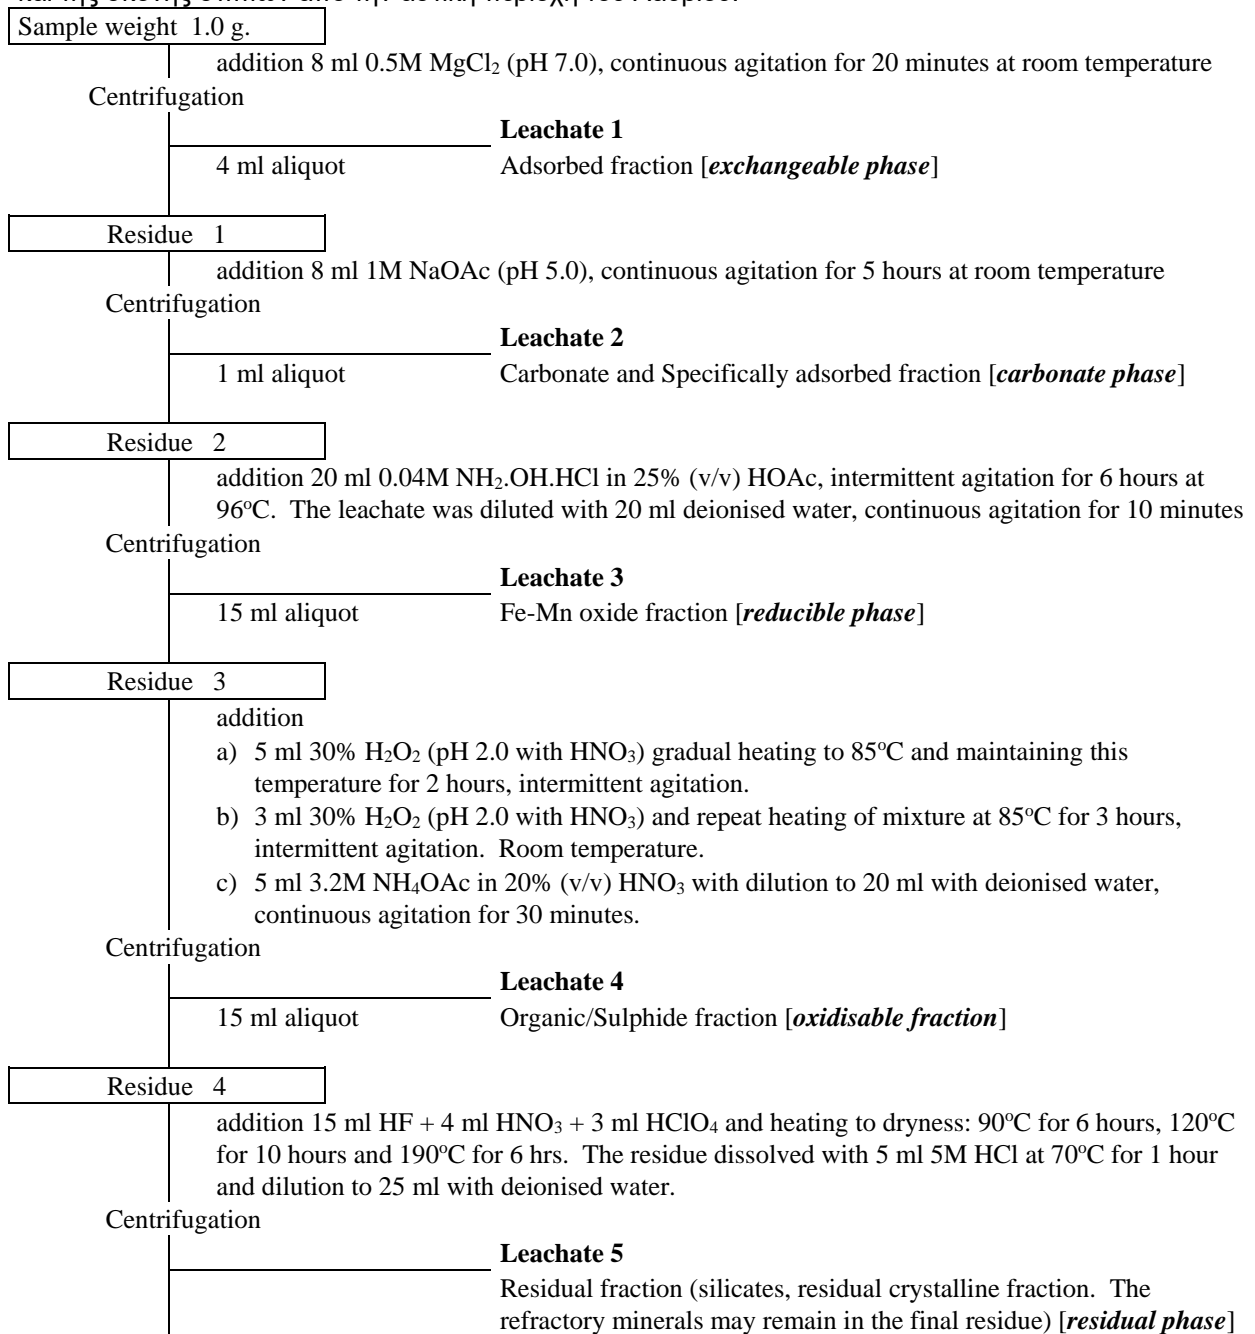 Sample weight 1.0 g.
addition 8 ml 0.5M MgCl₂ (pH 7.0), continuous agitation for 20 minutes at room temperature
Centrifugation
Leachate 1
4 ml aliquot Adsorbed fraction [exchangeable phase]
Residue 1
addition 8 ml 1M NaOAc (pH 5.0), continuous agitation for 5 hours at room temperature
Centrifugation
Leachate 2
1 ml aliquot Carbonate and Specifically adsorbed fraction [carbonate phase]
Residue 2
addition 20 ml 0.04M NH₂.OH.HCl in 25% (v/v) HOAc, intermittent agitation for 6 hours at
96°C. The leachate was diluted with 20 ml deionised water, continuous agitation for 10 minutes
Centrifugation
Leachate 3
15 ml aliquot Fe-Mn oxide fraction [reducible phase]
Residue 3
addition
a) 5 ml 30% H₂O₂ (pH 2.0 with HNO₃) gradual heating to 85°C and maintaining this
temperature for 2 hours, intermittent agitation.
b) 3 ml 30% H₂O₂ (pH 2.0 with HNO₃) and repeat heating of mixture at 85°C for 3 hours,
intermittent agitation. Room temperature.
c) 5 ml 3.2M NH₄OAc in 20% (v/v) HNO₃ with dilution to 20 ml with deionised water,
continuous agitation for 30 minutes.
Centrifugation
Leachate 4
15 ml aliquot Organic/Sulphide fraction [oxidisable fraction]
Residue 4
addition 15 ml HF + 4 ml HNO₃ + 3 ml HClO₄ and heating to dryness: 90°C for 6 hours, 120°C
for 10 hours and 190°C for 6 hrs. The residue dissolved with 5 ml 5M HCl at 70°C for 1 hour
and dilution to 25 ml with deionised water.
Centrifugation
Leachate 5
Residual fraction (silicates, residual crystalline fraction. The
refractory minerals may remain in the final residue) [residual phase]